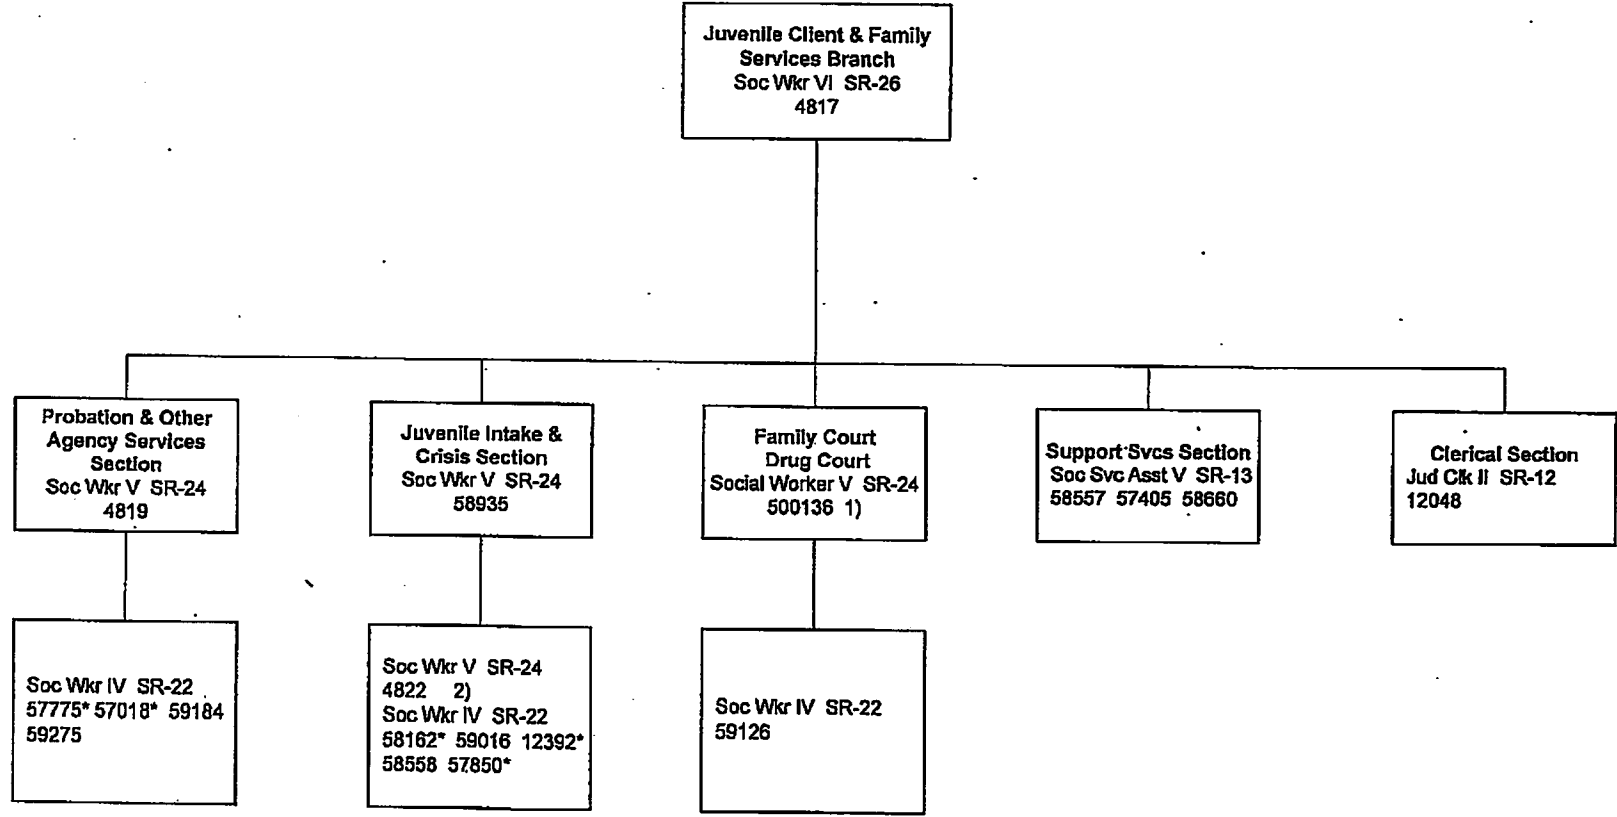 Juvenile Client & Family
Services Branch
Soc Wkr VI SR-26
4817
Probation & Other
Agency Services
Section
Soc Wkr V SR-24
4819
Juvenile Intake &
Crisis Section
Soc Wkr V SR-24
58935
Family Court
Drug Court
Social Worker V SR-24
500136 1)
Support Svcs Section
Soc Svc Asst V SR-13
58557 57405 58660
Clerical Section
Jud Clk II SR-12
12048
Soc Wkr IV SR-22
57775* 57018* 59184
59275
Soc Wkr V SR-24
4822 2)
Soc Wkr IV SR-22
58162* 59016 12392*
58558 57850*
Soc Wkr IV SR-22
59126